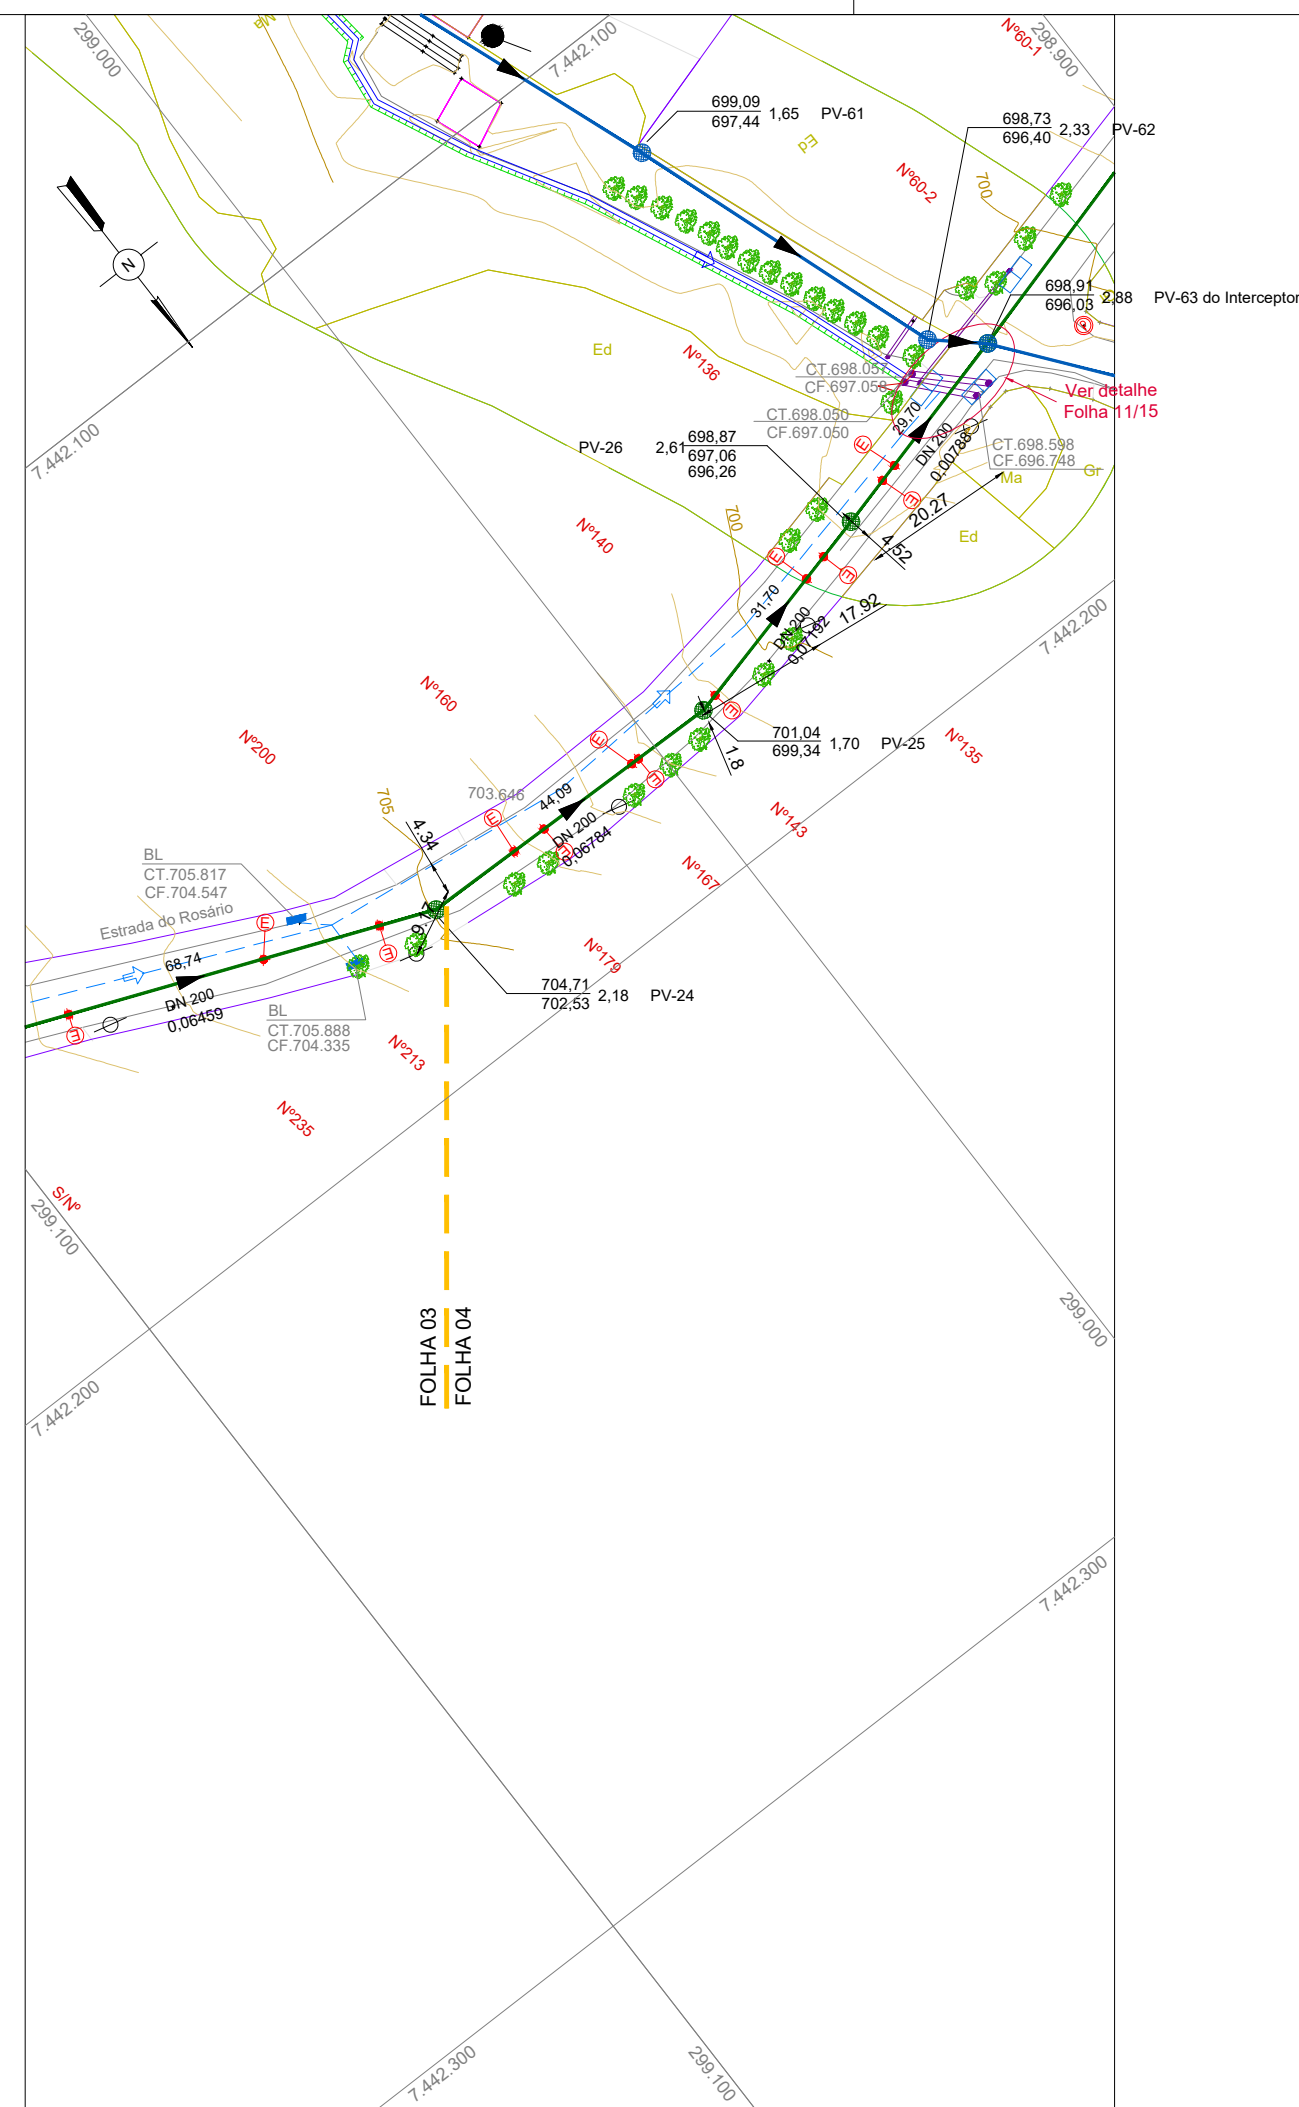 299.000
Ma
7.442.100
Nº60-1
298.900
699,09
697,44
1,65
PV-61
698,73
696,40
2,33
PV-62
Ed
Nº60-2
700
N
698,91
696,03
2,88
PV-63 do Interceptor
Ed
Nº136
CT.698.057
CF.697.058
Ver detalhe
Folha 11/15
CT.698.050
CF.697.050
29,70
DN 200
0,00788
7.442.100
PV-26
2,61
698,87
697,06
696,26
E
CT.698.598
CF.696.748
Ma
Gr
E
20.27
700
Nº140
Ed
4.52
E
E
31,70
DN 200
0,07192
17.92
7.442.200
Nº160
E
701,04
699,34
1,70
PV-25
1.8
Nº135
Nº200
E
E
703.646
44,09
DN 200
0,06784
705
E
E
4.34
Nº143
BL
CT.705.817
CF.704.547
Nº167
Estrada do Rosário
E
9.17
E
Nº179
68,74
DN 200
0,06459
704,71
702,53
2,18
PV-24
E
BL
CT.705.888
CF.704.335
Nº213
Nº235
S/Nº
299.100
299.000
FOLHA 03
FOLHA 04
7.442.200
7.442.300
7.442.300
299.100